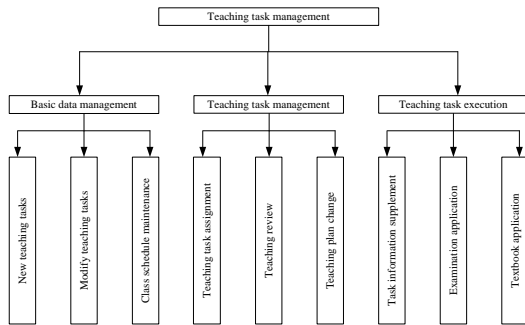 Teaching task management
Basic data management
Teaching task management
Teaching task execution
New teaching tasks
Modify teaching tasks
Class schedule maintenance
Teaching task assignment
Teaching review
Teaching plan change
Task information supplement
Examination application
Textbook application